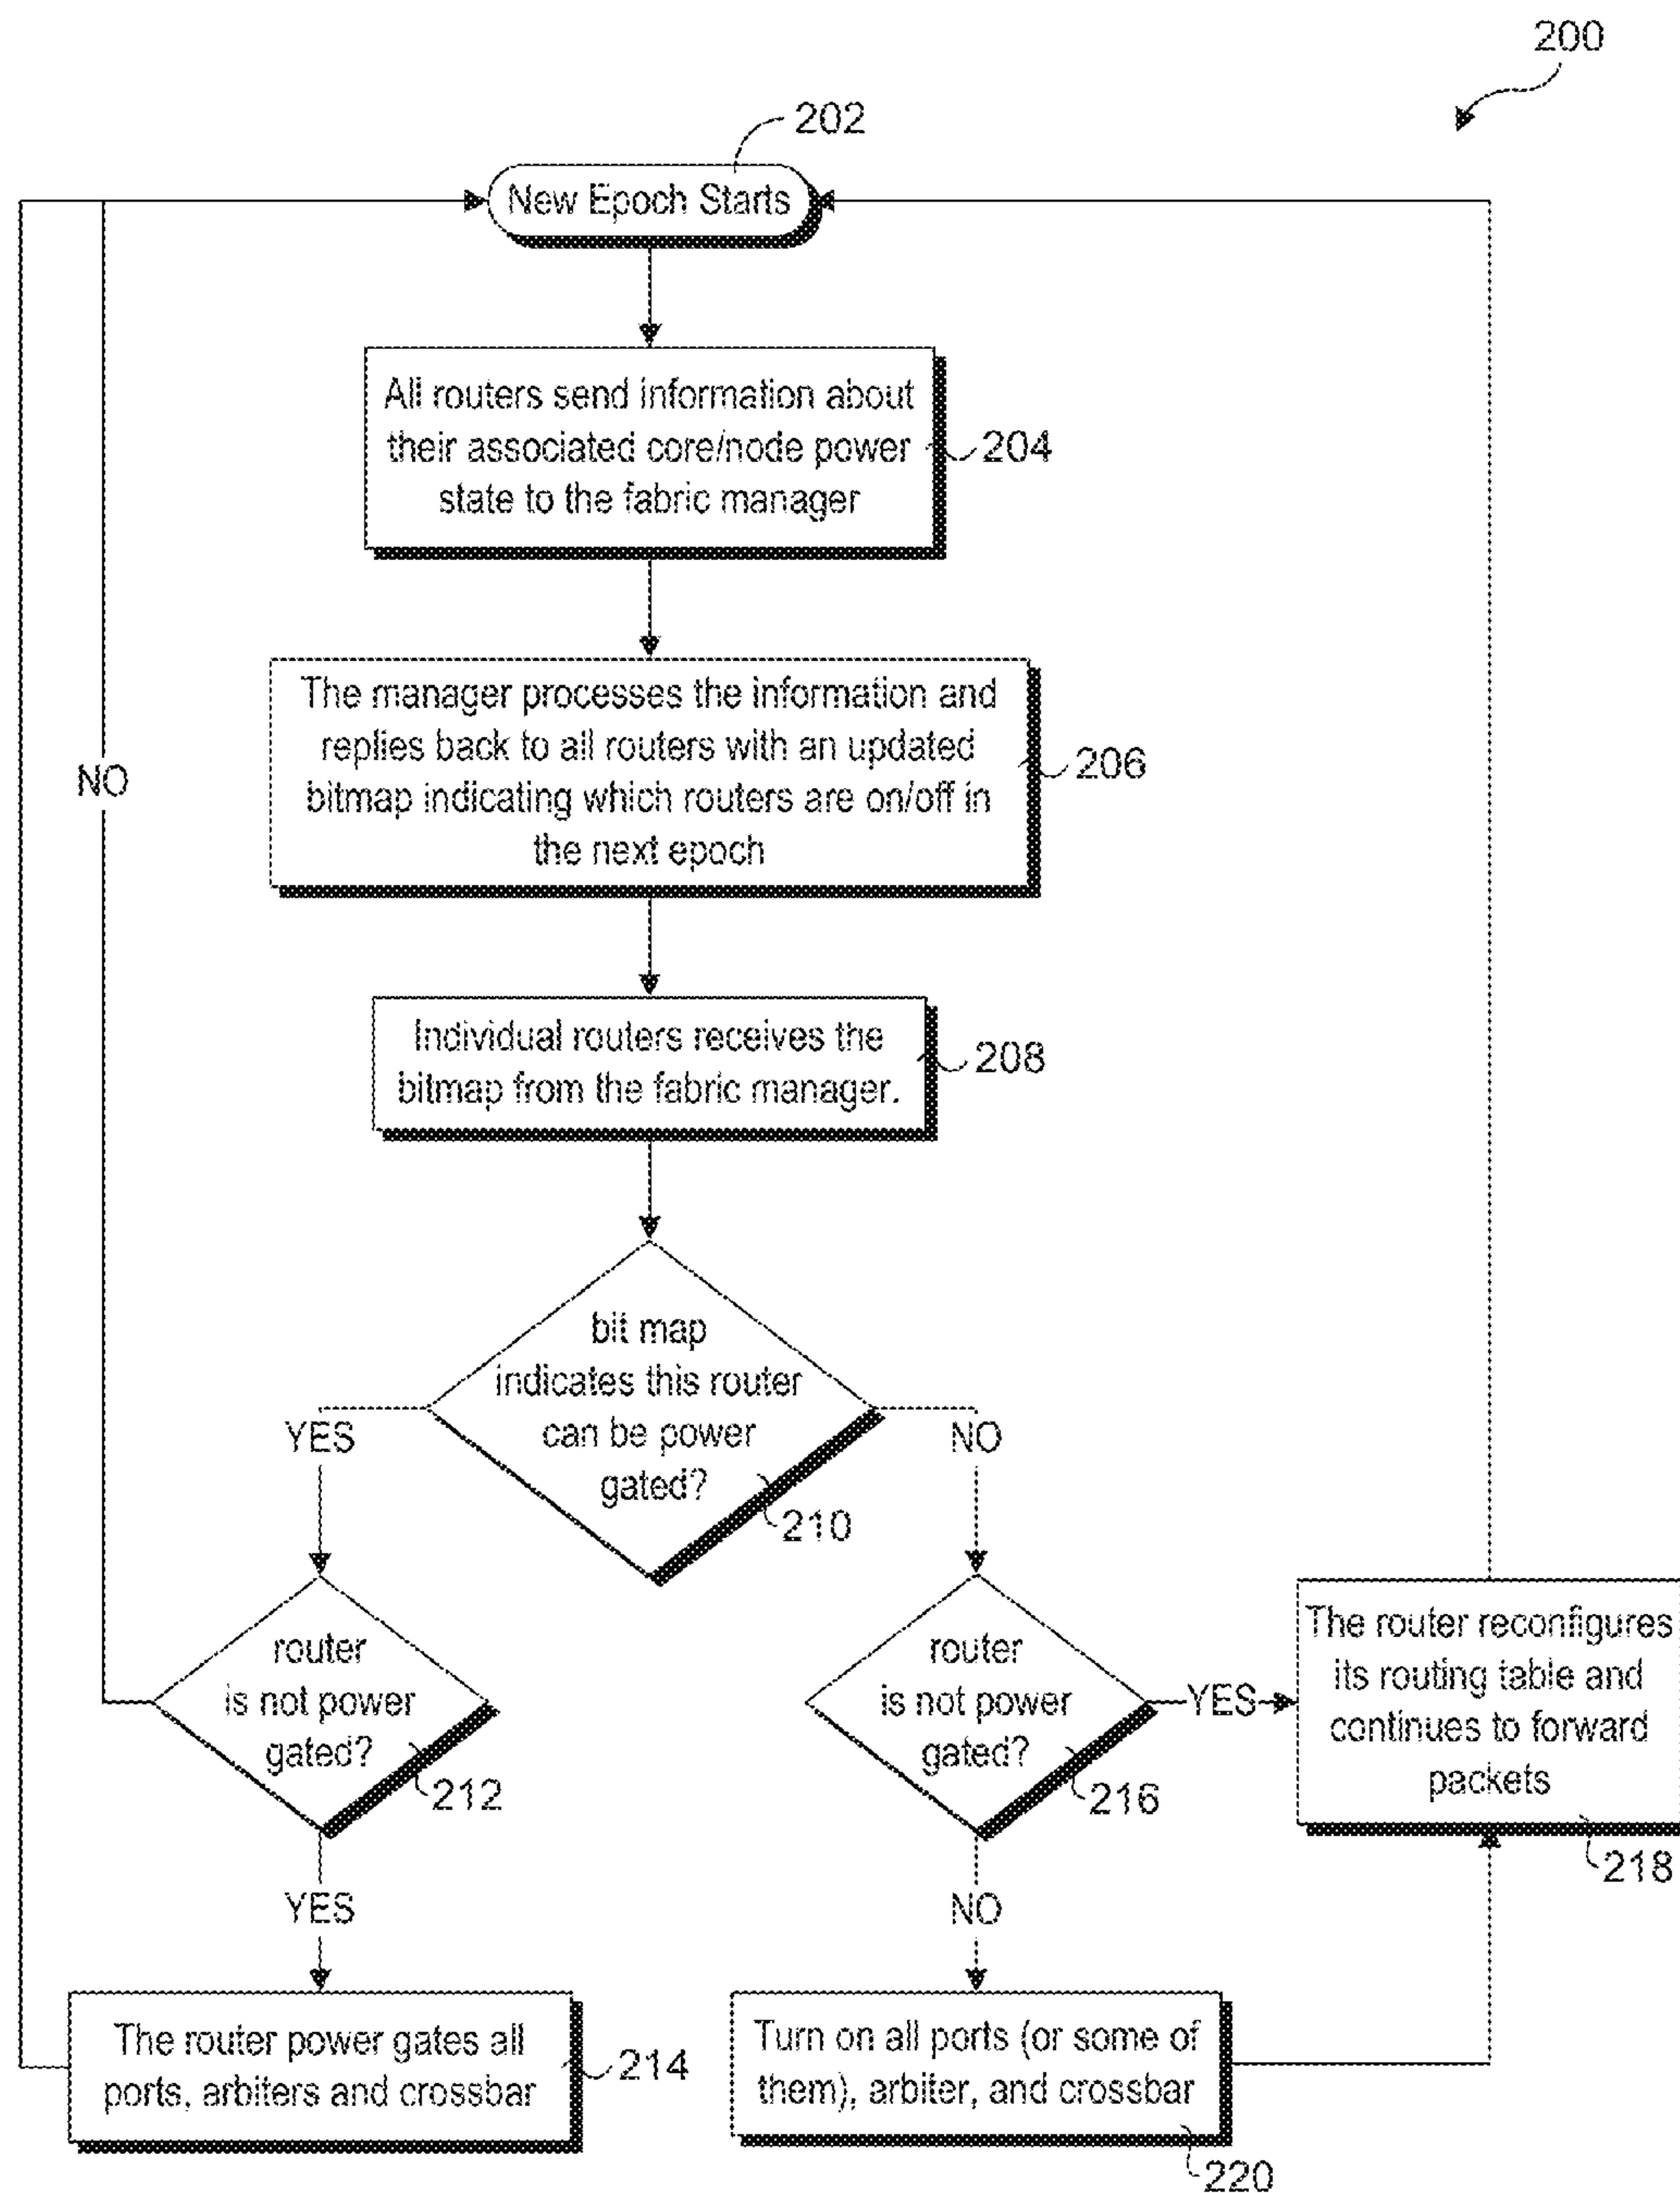 200
202
New Epoch Starts
All routers send information about
their associated core/node power
state to the fabric manager
204
The manager processes the information and
replies back to all routers with an updated
bitmap indicating which routers are on/off in
the next epoch
206
NO
Individual routers receives the
bitmap from the fabric manager.
208
bit map
indicates this router
can be power
gated?
210
YES
NO
router
is not power
gated?
212
router
is not power
gated?
216
YES
The router reconfigures
its routing table and
continues to forward
packets
218
YES
NO
The router power gates all
ports, arbiters and crossbar
214
Turn on all ports (or some of
them), arbiter, and crossbar
220